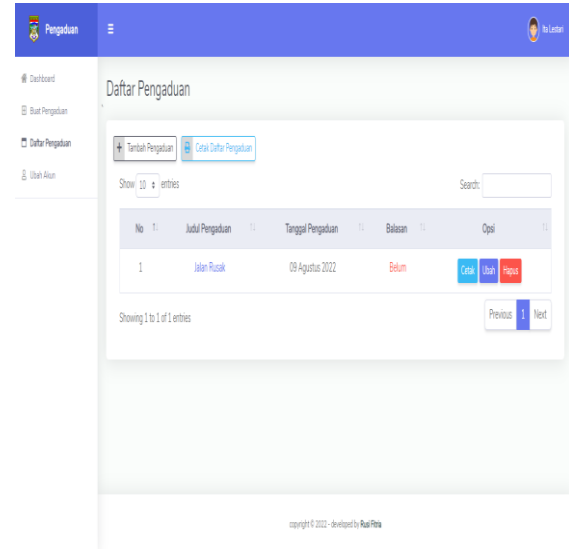 Pengaduan
Ita Lestari
Dashboard
Buat Pengaduan
Daftar Pengaduan
Ubah Akun
Daftar Pengaduan
Tambah Pengaduan Cetak Daftar Pengaduan
Show 10 entries Search:
No Judul Pengaduan Tanggal Pengaduan Balasan Opsi
1 Jalan Rusak 09 Agustus 2022 Belum Cetak Ubah Hapus
Showing 1 to 1 of 1 entries Previous 1 Next
copyright © 2022 - developed by Rusi Fitria